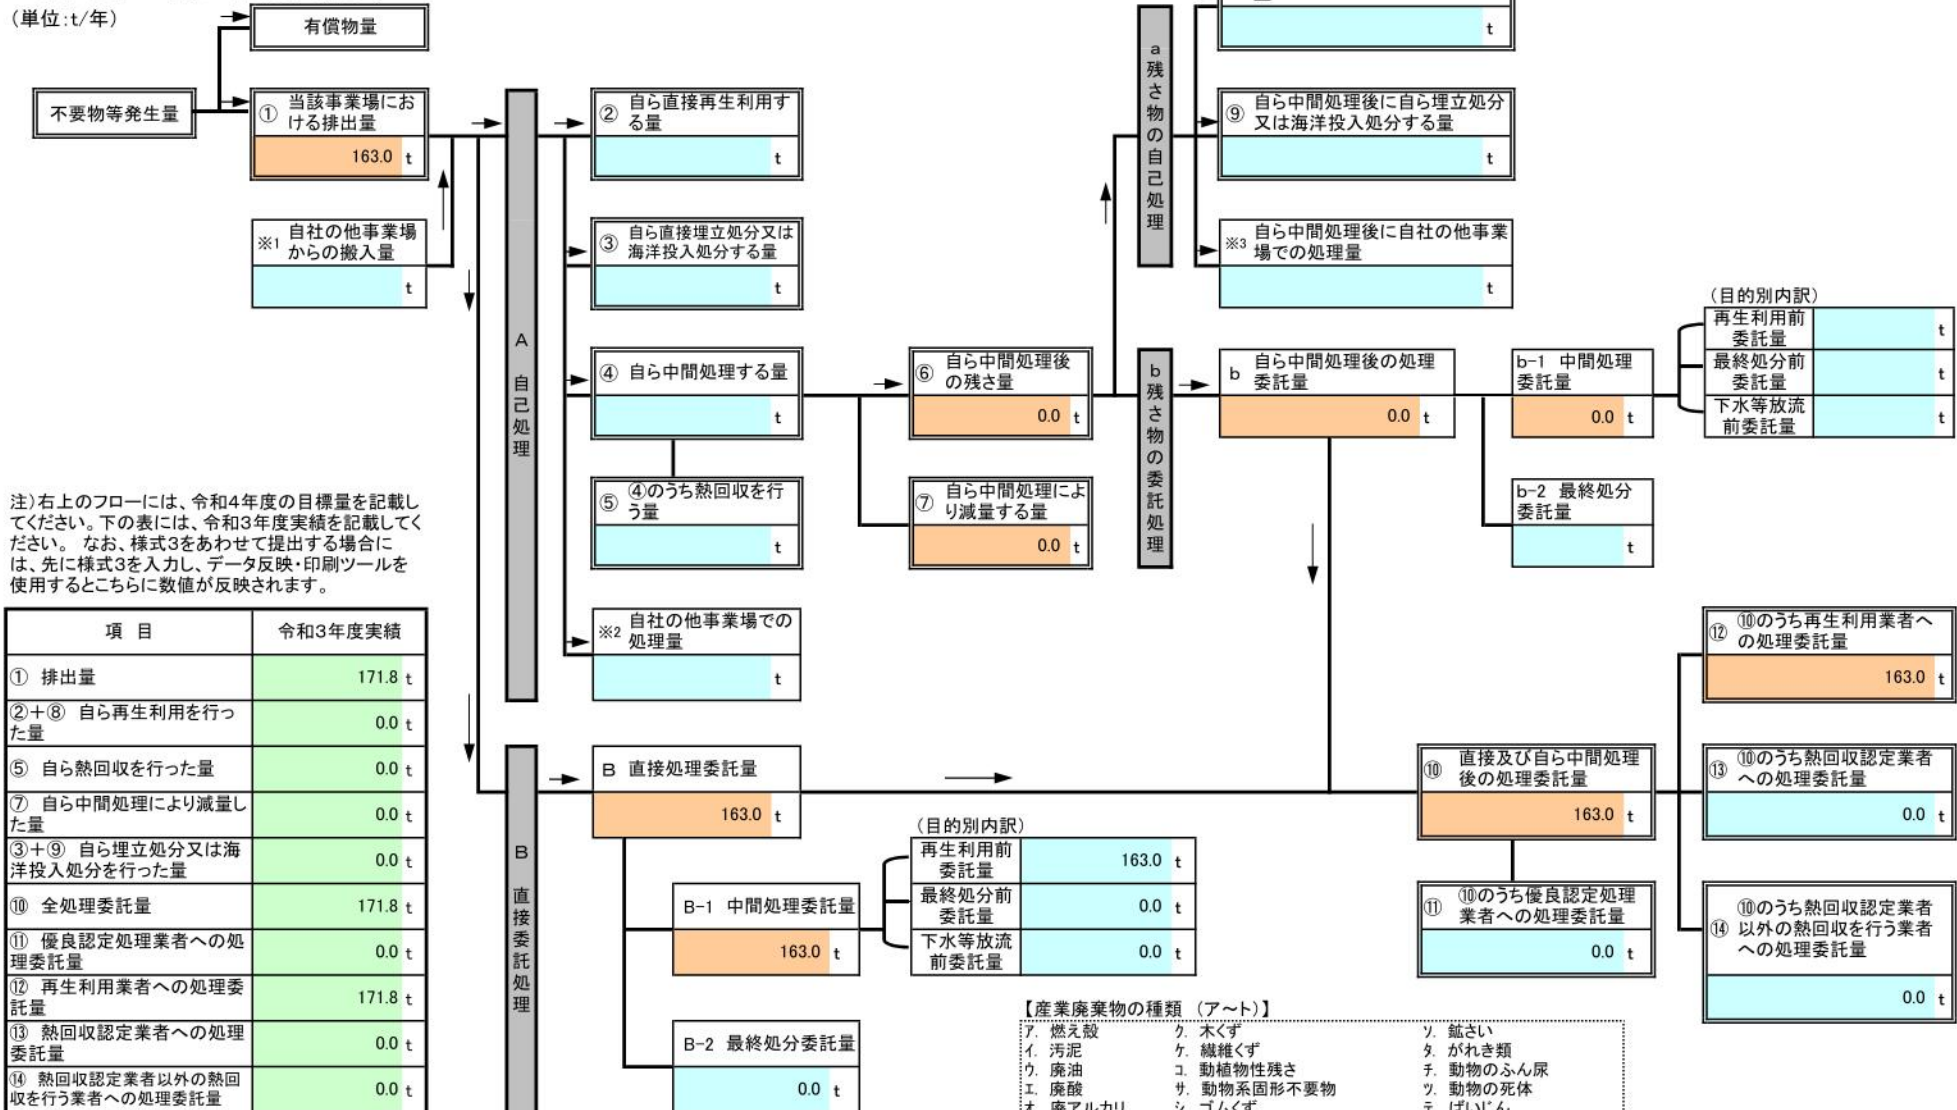 (単位:t/年)
有償物量
不要物等発生量
① 当該事業場にお
ける排出量
163.0 t
※1 自社の他事業場
からの搬入量
t
A 自己処理
② 自ら直接再生利用す
る量
t
③ 自ら直接埋立処分又は
海洋投入処分する量
t
④ 自ら中間処理する量
t
⑤ ④のうち熱回収を行
う量
t
※2 自社の他事業場での
処理量
t
⑥ 自ら中間処理後
の残さ量
0.0 t
⑦ 自ら中間処理によ
り減量する量
0.0 t
a 残さ物の自己処理
t
⑨ 自ら中間処理後に自ら埋立処分
又は海洋投入処分する量
t
※3 自ら中間処理後に自社の他事業
場での処理量
t
b 残さ物の委託処理
b 自ら中間処理後の処理
委託量
0.0 t
b-1 中間処理
委託量
0.0 t
b-2 最終処分
委託量
t
(目的別内訳)
再生利用前
委託量
t
最終処分前
委託量
t
下水等放流
前委託量
t
注)右上のフローには、令和4年度の目標量を記載し
てください。下の表には、令和3年度実績を記載してく
ださい。 なお、様式3をあわせて提出する場合に
は、先に様式3を入力し、データ反映・印刷ツールを
使用するとこちらに数値が反映されます。
項 目 令和3年度実績
① 排出量 171.8 t
②+⑧ 自ら再生利用を行っ
た量 0.0 t
⑤ 自ら熱回収を行った量 0.0 t
⑦ 自ら中間処理により減量し
た量 0.0 t
③+⑨ 自ら埋立処分又は海
洋投入処分を行った量 0.0 t
⑩ 全処理委託量 171.8 t
⑪ 優良認定処理業者への処
理委託量 0.0 t
⑫ 再生利用業者への処理委
託量 171.8 t
⑬ 熱回収認定業者への処理
委託量 0.0 t
⑭ 熱回収認定業者以外の熱回
収を行う業者への処理委託量 0.0 t
B 直接委託処理
B 直接処理委託量
163.0 t
B-1 中間処理委託量
163.0 t
B-2 最終処分委託量
0.0 t
(目的別内訳)
再生利用前
委託量
163.0 t
最終処分前
委託量
0.0 t
下水等放流
前委託量
0.0 t
⑩ 直接及び自ら中間処理
後の処理委託量
163.0 t
⑪ ⑩のうち優良認定処理
業者への処理委託量
0.0 t
⑫ ⑩のうち再生利用業者へ
の処理委託量
163.0 t
⑬ ⑩のうち熱回収認定業者
への処理委託量
0.0 t
⑭ ⑩のうち熱回収認定業者
以外の熱回収を行う業者
への処理委託量
0.0 t
【産業廃棄物の種類 (ア～ト)】
ア. 燃え殻 ク. 木くず ソ. 鉱さい
イ. 汚泥 ケ. 繊維くず タ. がれき類
ウ. 廃油 コ. 動植物性残さ チ. 動物のふん尿
エ. 廃酸 サ. 動物系固形不要物 ツ. 動物の死体
オ. 廃アルカリ シ. ゴムくず テ. ばいじん